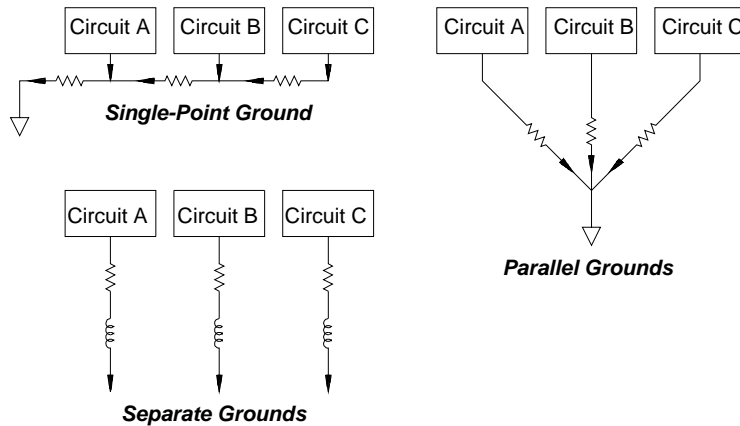 Circuit A Circuit B Circuit C
Single-Point Ground
Circuit A Circuit B Circuit C
Separate Grounds
Circuit A Circuit B Circuit C
Parallel Grounds